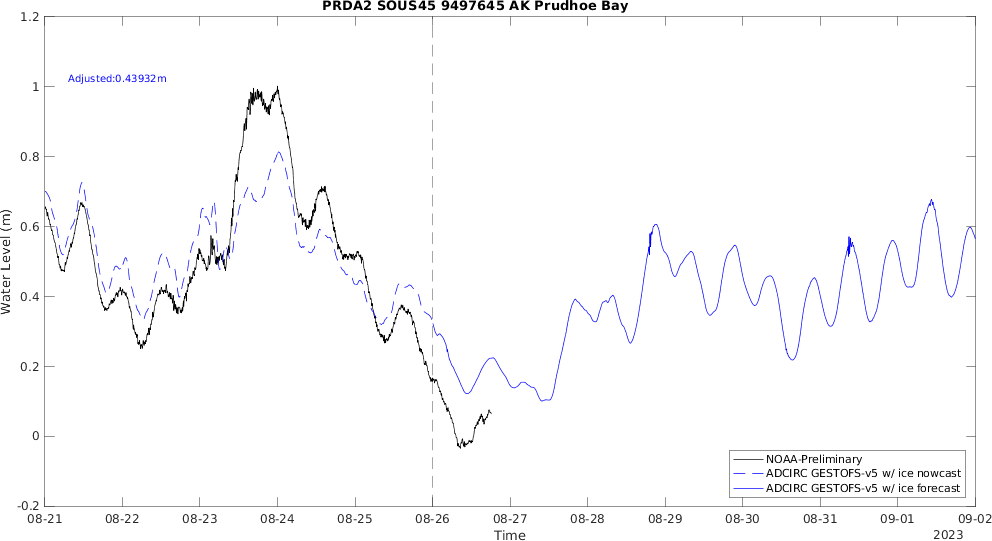 PRDA2 SOUS45 9497645 AK Prudhoe Bay
Adjusted:0.43932m
Water Level (m)
1.2
1
0.8
0.6
0.4
0.2
0
-0.2
NOAA-Preliminary
ADCIRC GESTOFS-v5 w/ ice nowcast
ADCIRC GESTOFS-v5 w/ ice forecast
08-21 08-22 08-23 08-24 08-25 08-26 08-27 08-28 08-29 08-30 08-31 09-01 09-02
Time
2023